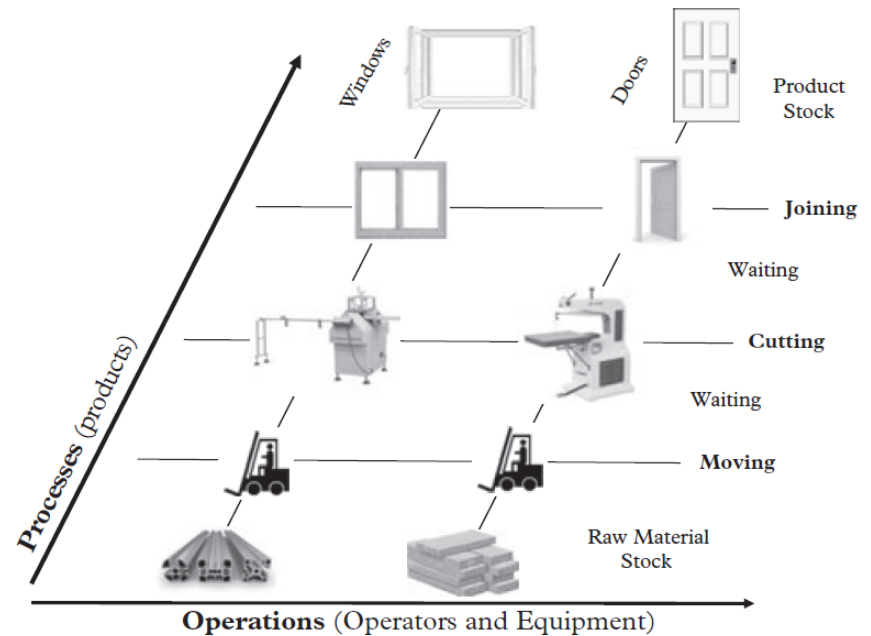 Windows
Doors
Product
Stock
Joining
Waiting
Cutting
Waiting
Moving
Raw Material
Stock
Processes (products)
Operations (Operators and Equipment)